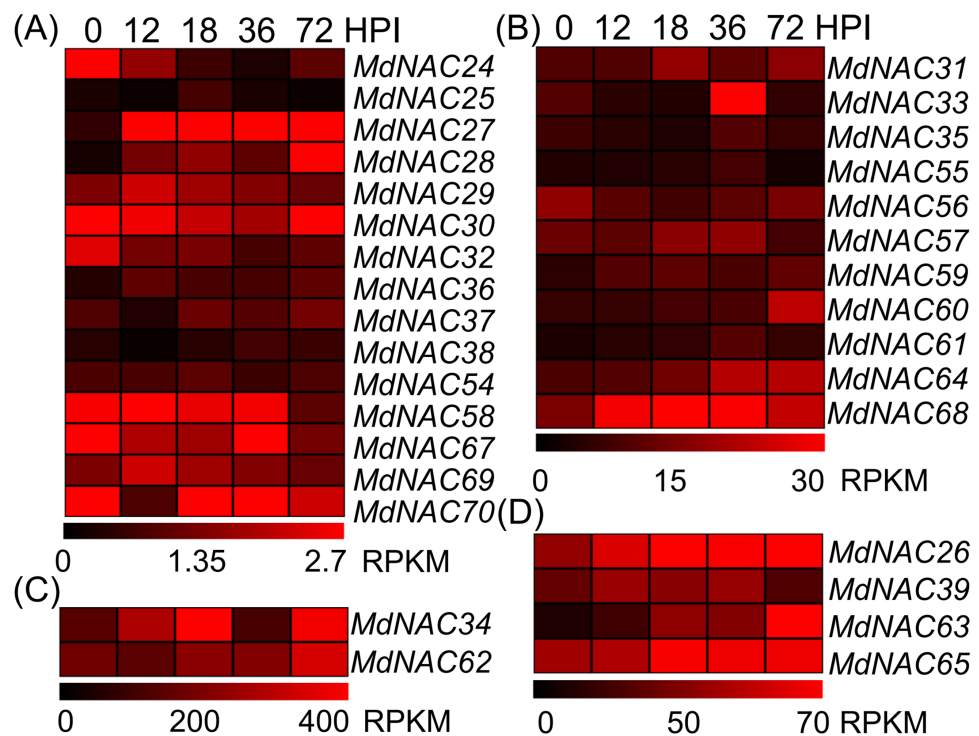 (A) 0 12 18 36 72 HPI
MdNAC24
MdNAC25
MdNAC27
MdNAC28
MdNAC29
MdNAC30
MdNAC32
MdNAC36
MdNAC37
MdNAC38
MdNAC54
MdNAC58
MdNAC67
MdNAC69
MdNAC70
0 1.35 2.7 RPKM
(B) 0 12 18 36 72 HPI
MdNAC31
MdNAC33
MdNAC35
MdNAC55
MdNAC56
MdNAC57
MdNAC59
MdNAC60
MdNAC61
MdNAC64
MdNAC68
0 15 30 RPKM
(C)
MdNAC34
MdNAC62
0 200 400 RPKM
(D)
MdNAC26
MdNAC39
MdNAC63
MdNAC65
0 50 70 RPKM